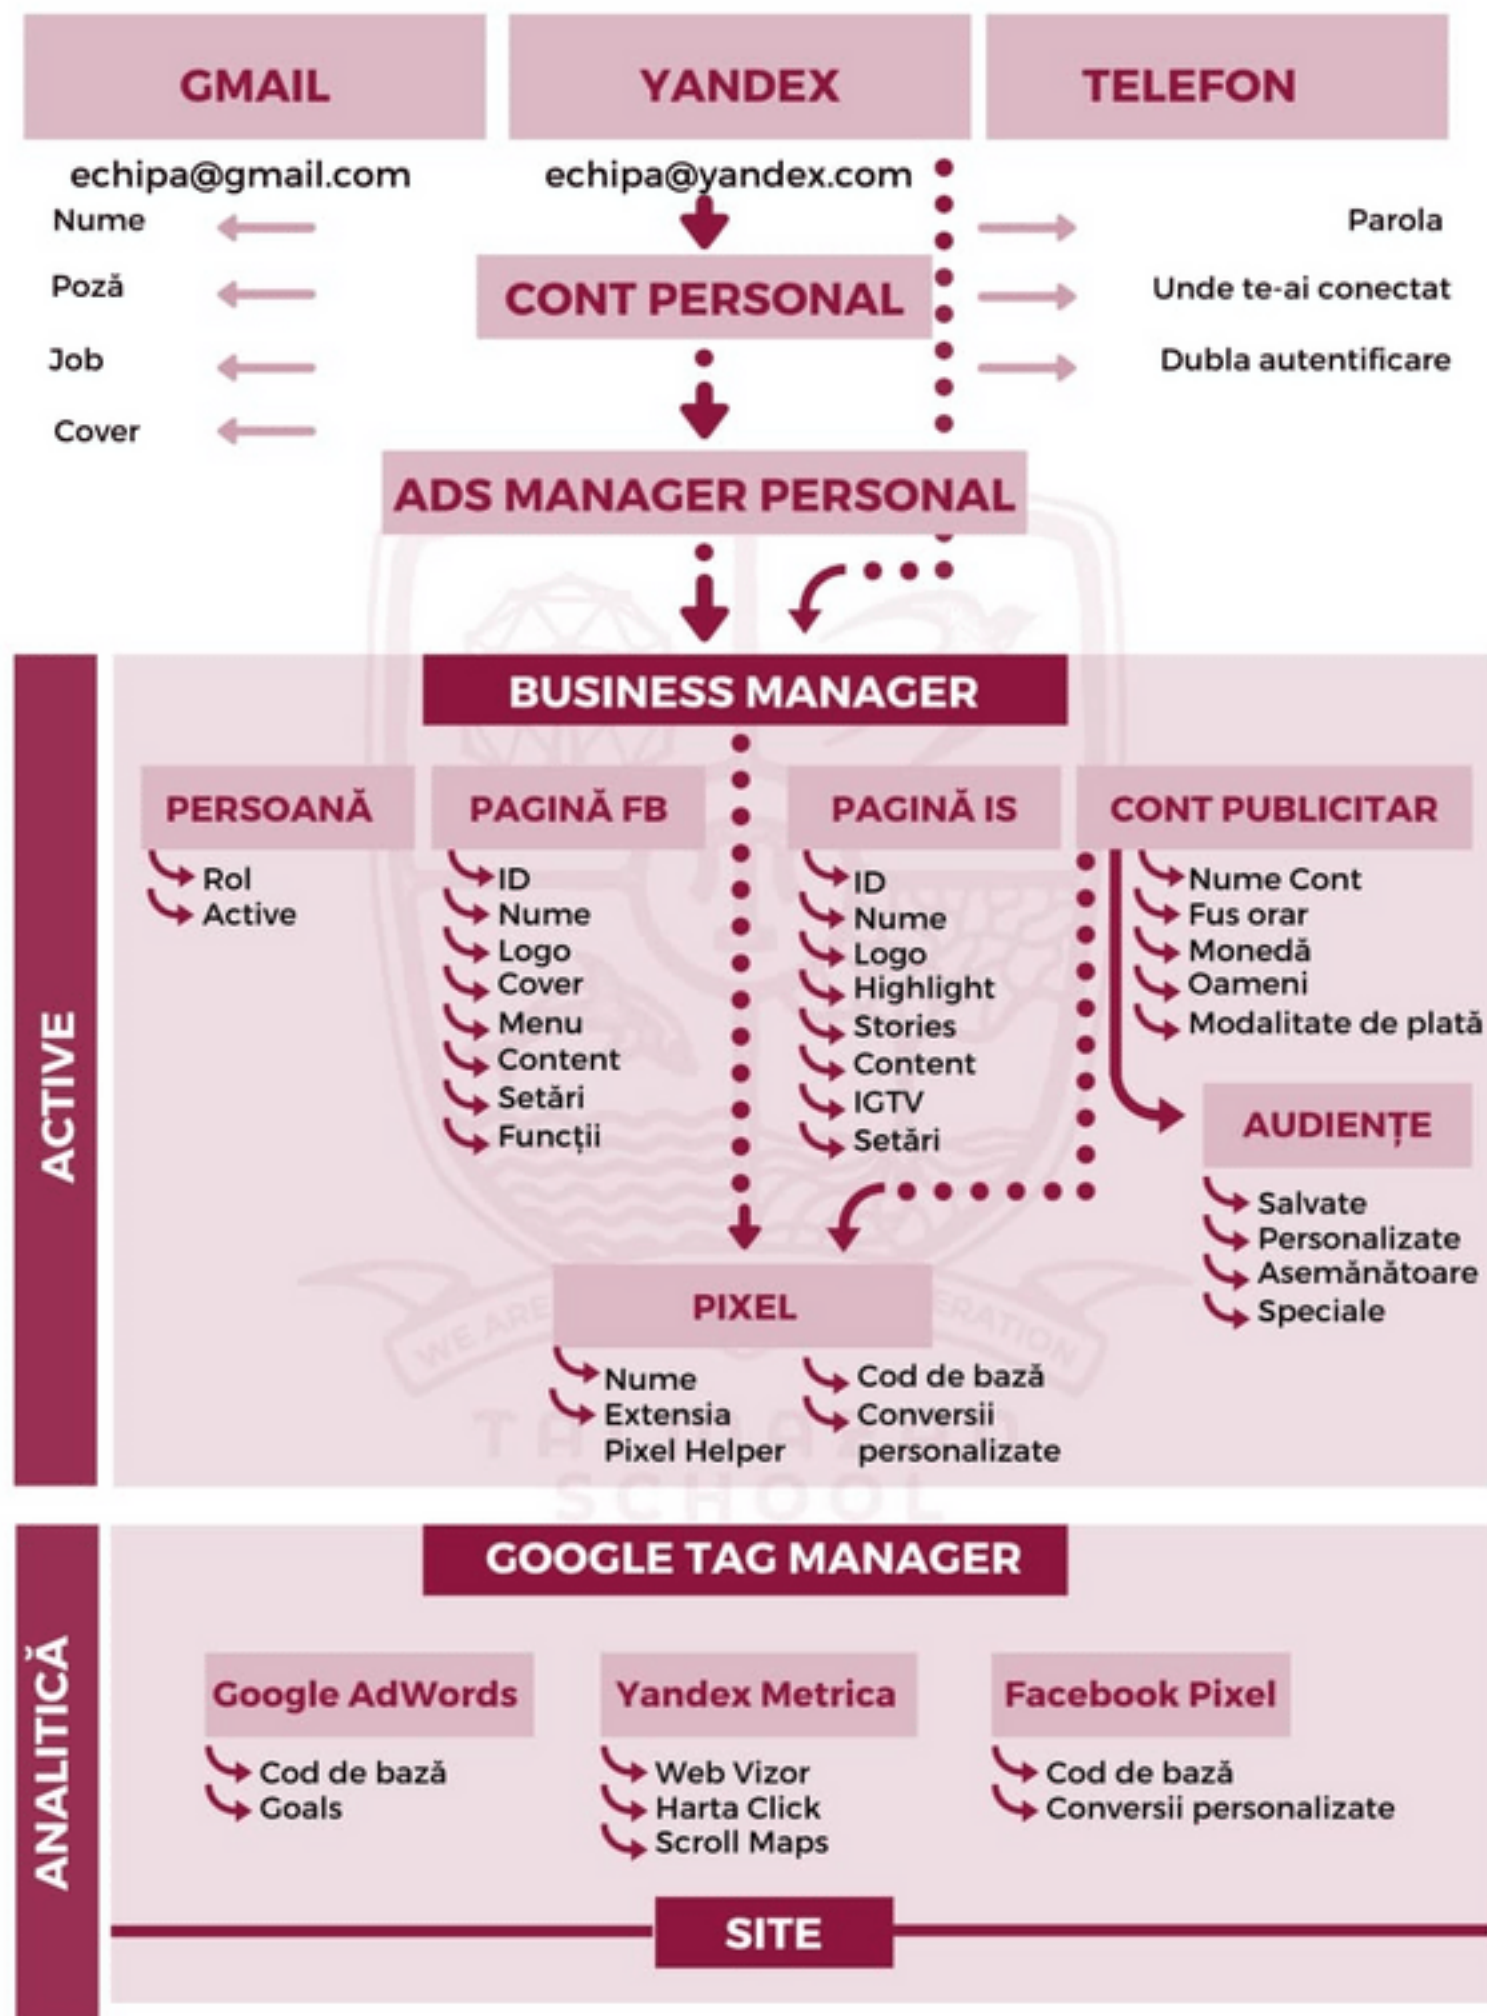 GMAIL
YANDEX
TELEFON
echipa@gmail.com
echipa@yandex.com
Nume
Poză
Job
Cover
Parola
Unde te-ai conectat
Dubla autentificare
CONT PERSONAL
ADS MANAGER PERSONAL
ACTIVE
BUSINESS MANAGER
PERSOANĂ
Rol
Active
PAGINĂ FB
ID
Nume
Logo
Cover
Menu
Content
Setări
Funcții
PAGINĂ IS
ID
Nume
Logo
Highlight
Stories
Content
IGTV
Setări
CONT PUBLICITAR
Nume Cont
Fus orar
Monedă
Oameni
Modalitate de plată
AUDIENȚE
Salvate
Personalizate
Asemănătoare
Speciale
PIXEL
Nume
Extensia
Pixel Helper
Cod de bază
Conversii
personalizate
WE ARE
SCHOOL
ANALITICĂ
GOOGLE TAG MANAGER
Google AdWords
Cod de bază
Goals
Yandex Metrica
Web Vizor
Harta Click
Scroll Maps
Facebook Pixel
Cod de bază
Conversii personalizate
SITE